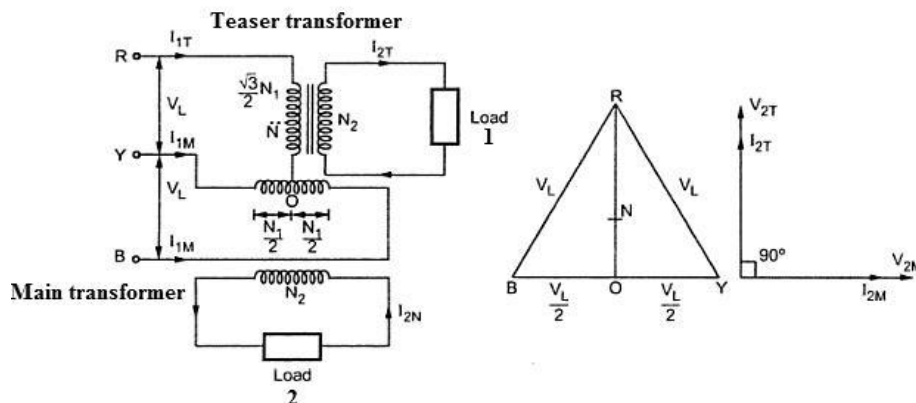 Teaser transformer
I1T
I2T
R
√3/2 N1
VL
N̈
N2
Load
1
I1M
Y
VL
O
N1/2
N1/2
B
I1M
Main transformer
N2
I2N
Load
2
R
VL
VL
N
B
VL/2
O
VL/2
Y
V2T
I2T
90°
V2M
I2M